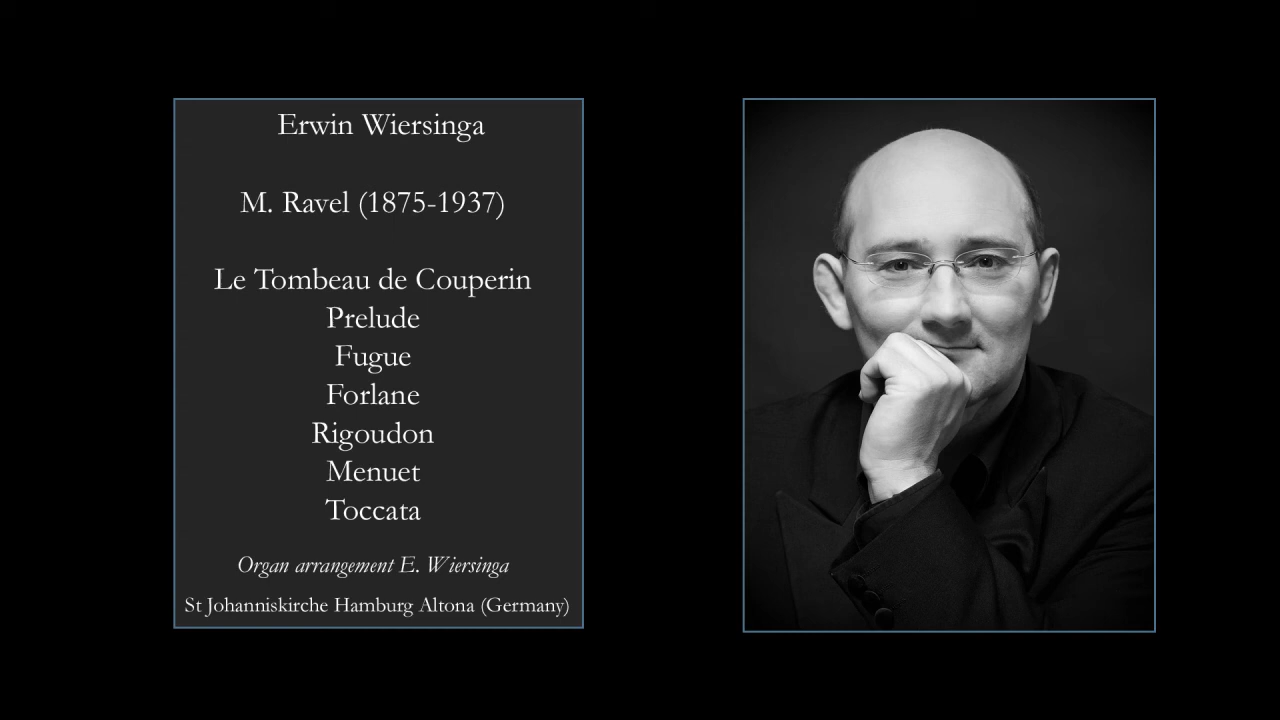 Erwin Wiersinga
M. Ravel (1875-1937)
Le Tombeau de Couperin
Prelude
Fugue
Forlane
Rigoudon
Menuet
Toccata
Organ arrangement E. Wiersinga
St Johanniskirche Hamburg Altona (Germany)